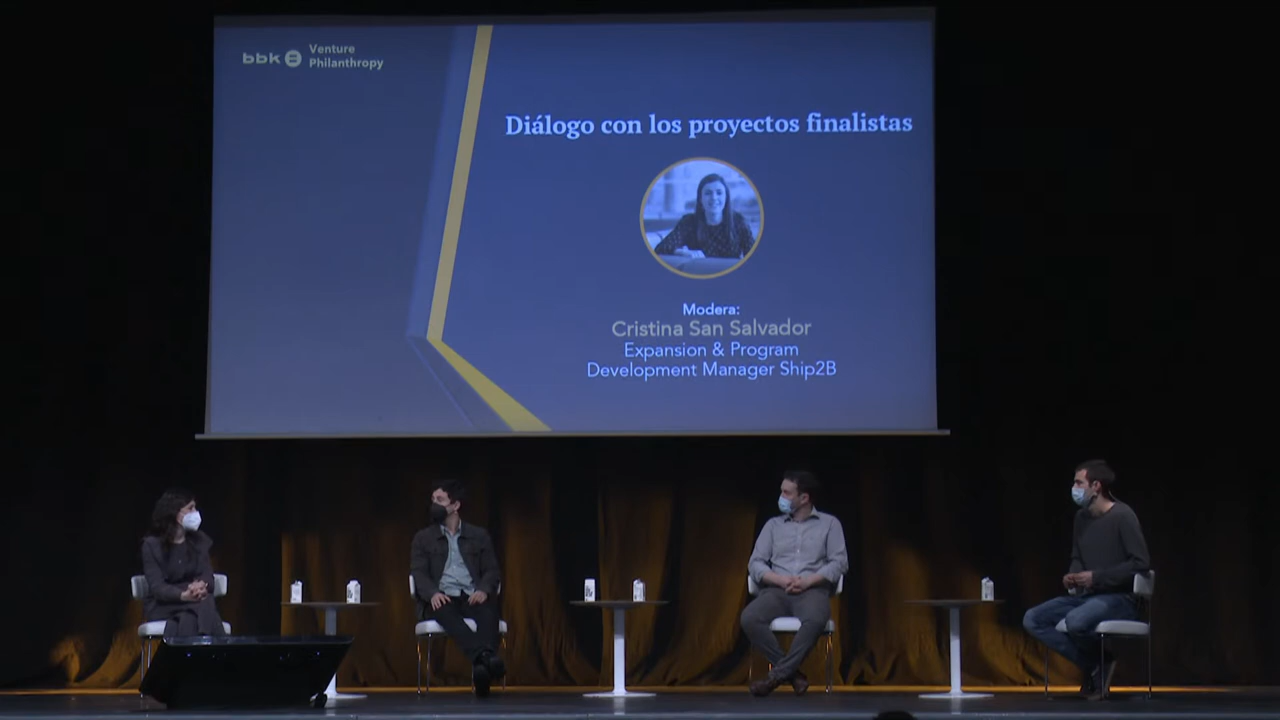 bbk
Venture
Philanthropy
Diálogo con los proyectos finalistas
Modera:
Cristina San Salvador
Expansion & Program
Development Manager Ship2B